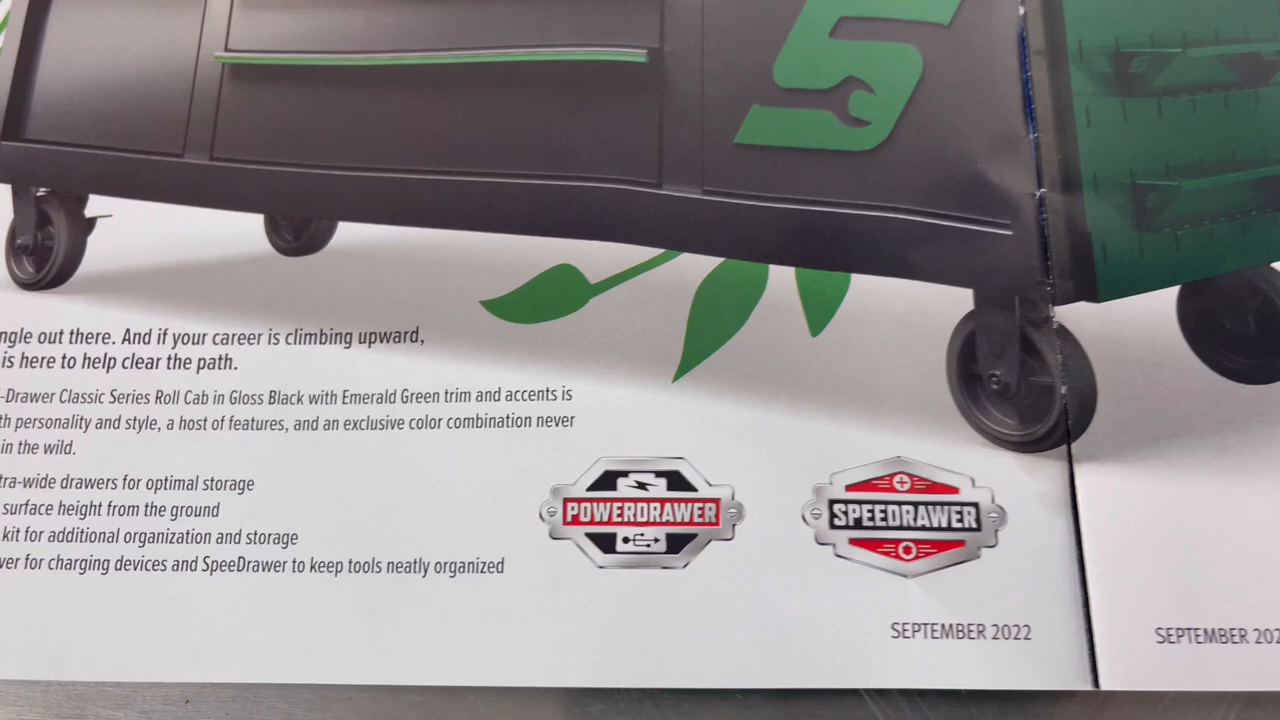 ngle out there. And if your career is climbing upward,
is here to help clear the path.
-Drawer Classic Series Roll Cab in Gloss Black with Emerald Green trim and accents is
th personality and style, a host of features, and an exclusive color combination never
in the wild.
tra-wide drawers for optimal storage
surface height from the ground
kit for additional organization and storage
ver for charging devices and SpeeDrawer to keep tools neatly organized
POWERDRAWER
SPEEDRAWER
SEPTEMBER 2022
SEPTEMBER 202